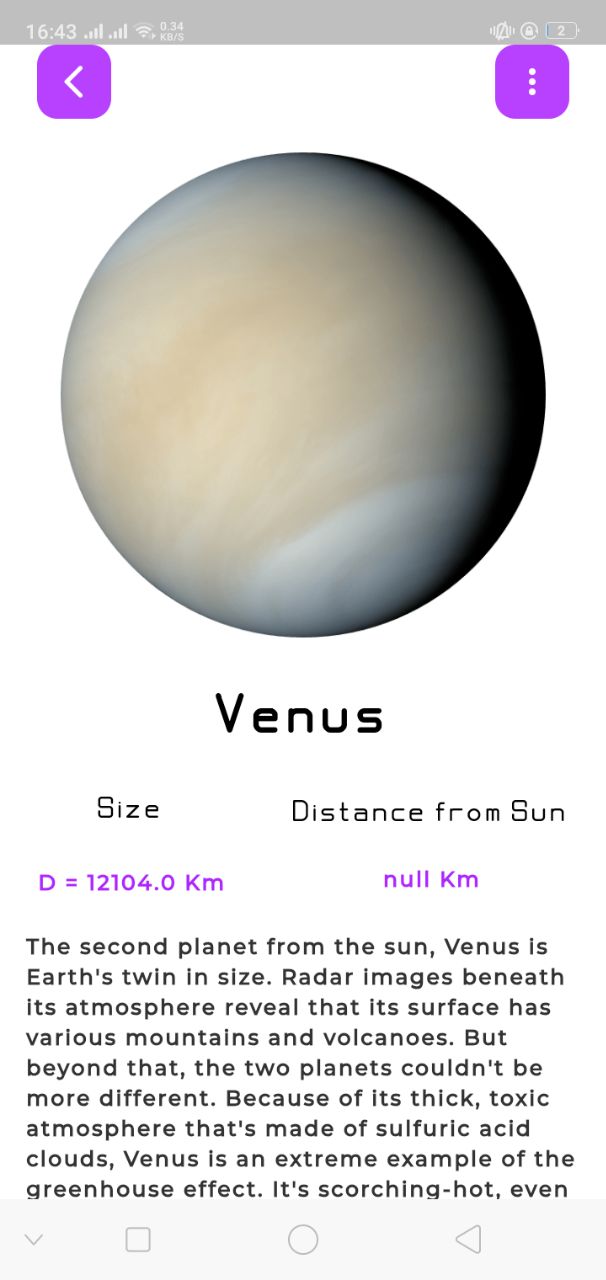 16:43 0.34 KB/S 2
Venus
Size Distance from Sun
D = 12104.0 Km null Km
The second planet from the sun, Venus is
Earth's twin in size. Radar images beneath
its atmosphere reveal that its surface has
various mountains and volcanoes. But
beyond that, the two planets couldn't be
more different. Because of its thick, toxic
atmosphere that's made of sulfuric acid
clouds, Venus is an extreme example of the
greenhouse effect. It's scorching-hot, even